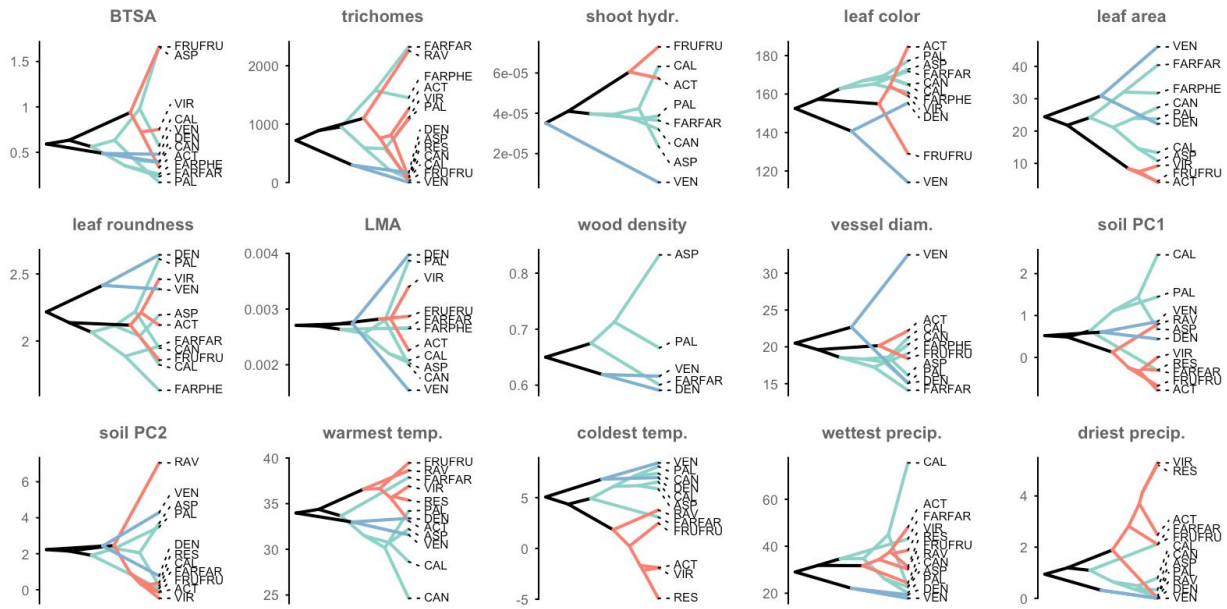 BTSA
1.5
1
0.5
FRUFRU
ASP
VIR
CAL
VEN
DEN
CAN
ACT
FARPHE
FARFAR
PAL
trichomes
2000
1000
0
FARFAR
RAV
FARPHE
ACT
VIR
PAL
DEN
ASP
RES
CAN
CAL
FRUFRU
VEN
shoot hydr.
6e-05
4e-05
2e-05
FRUFRU
CAL
ACT
PAL
FARFAR
CAN
ASP
VEN
leaf color
180
160
140
120
ACT
PAL
ASP
FARFAR
CAN
CAL
FARPHE
VIR
DEN
FRUFRU
VEN
leaf area
40
30
20
10
VEN
FARFAR
FARPHE
CAN
PAL
DEN
CAL
ASP
VIR
FRUFRU
ACT
leaf roundness
2.5
2
DEN
PAL
VIR
VEN
ASP
ACT
FARFAR
CAN
FRUFRU
CAL
FARPHE
LMA
0.004
0.003
0.002
DEN
PAL
VIR
FRUFRU
FARFAR
FARPHE
ACT
CAL
ASP
CAN
VEN
wood density
0.8
0.7
0.6
ASP
PAL
VEN
FARFAR
DEN
vessel diam.
30
25
20
15
VEN
ACT
CAL
CAN
FARPHE
FRUFRU
ASP
PAL
DEN
FARFAR
soil PC1
2
1
0
CAL
PAL
VEN
RAV
ASP
DEN
VIR
RES
FARFAR
FRUFRU
ACT
soil PC2
6
4
2
0
RAV
VEN
ASP
PAL
DEN
RES
CAL
FARFAR
FRUFRU
ACT
VIR
warmest temp.
40
35
30
25
FRUFRU
RAV
FARFAR
VIR
RES
PAL
DEN
ACT
ASP
VEN
CAL
CAN
coldest temp.
5
0
-5
VEN
PAL
CAN
DEN
CAL
ASP
RAV
FARFAR
FRUFRU
ACT
VIR
RES
wettest precip.
60
40
20
CAL
ACT
FARFAR
VIR
RES
FRUFRU
RAV
CAN
ASP
PAL
DEN
VEN
driest precip.
4
2
0
VIR
RES
ACT
FARFAR
FRUFRU
CAL
CAN
ASP
PAL
RAV
DEN
VEN